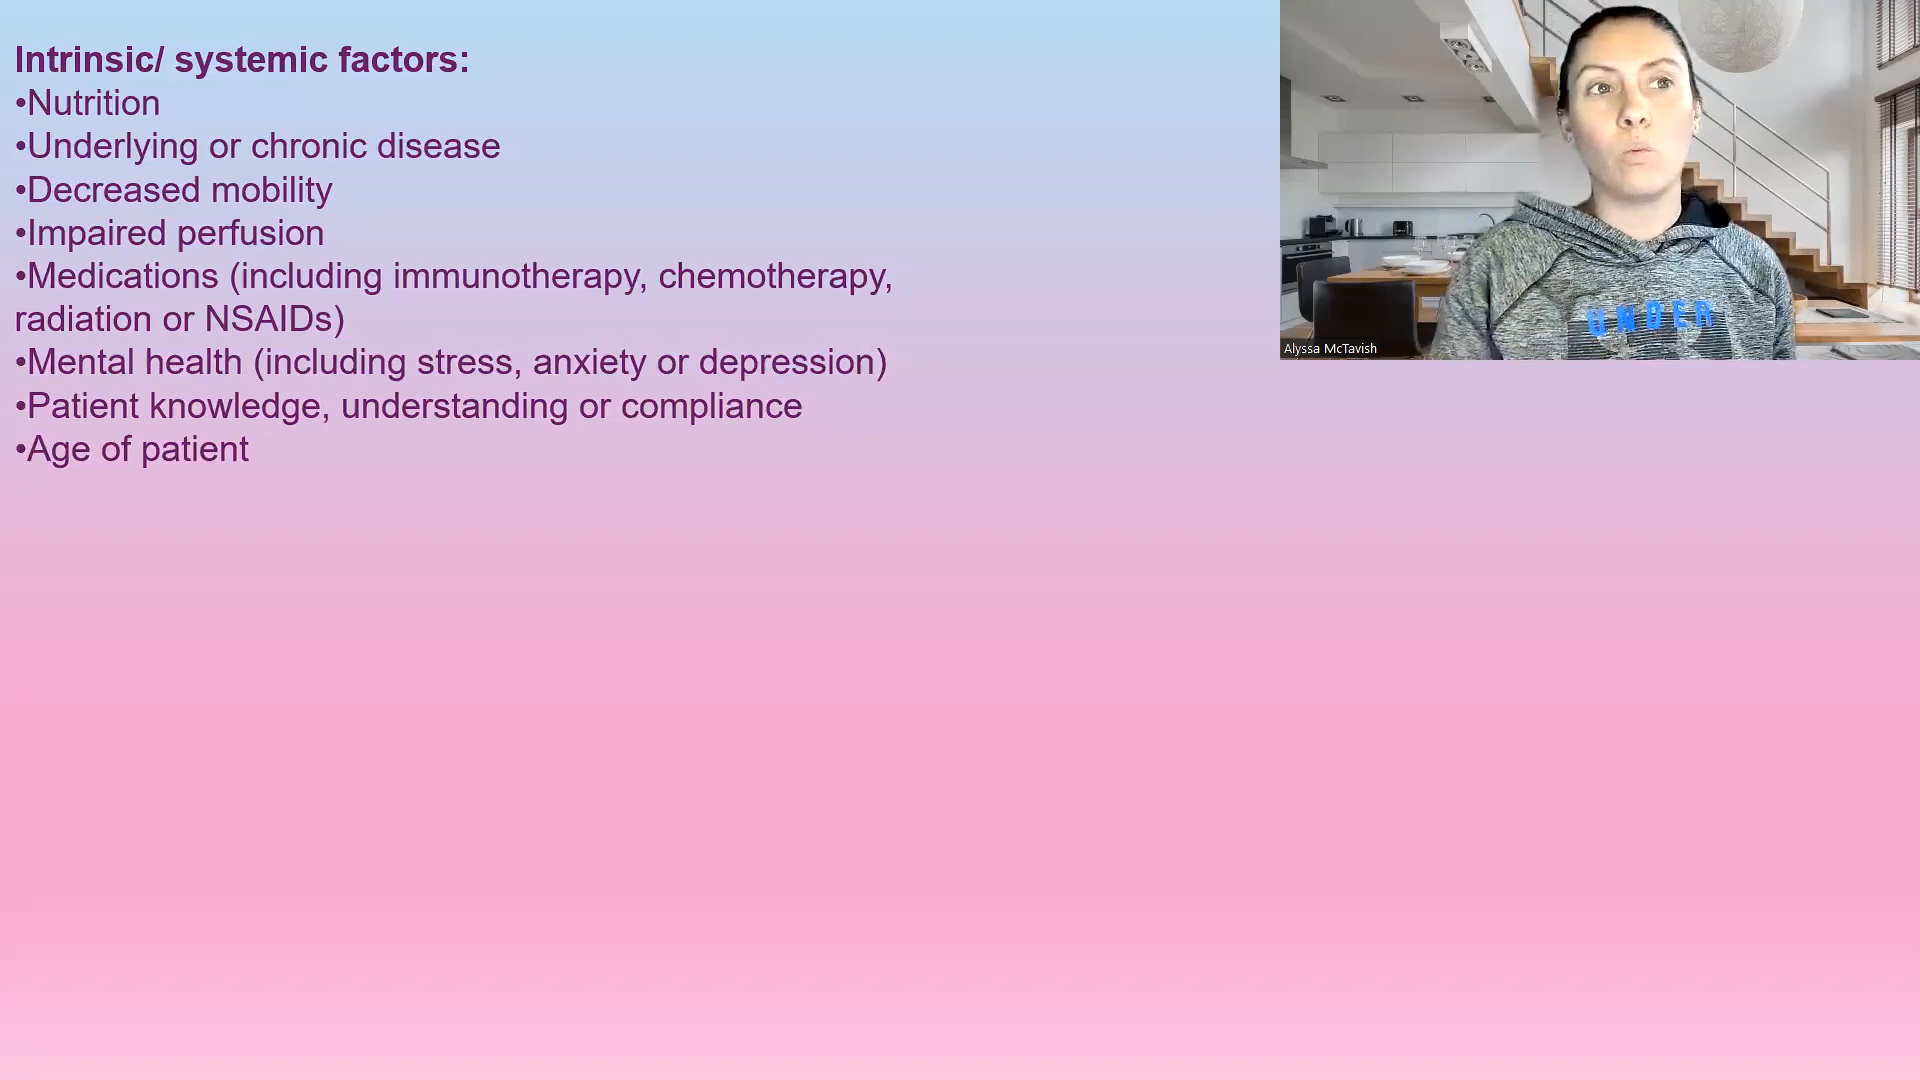 Intrinsic/ systemic factors:
•Nutrition
•Underlying or chronic disease
•Decreased mobility
•Impaired perfusion
•Medications (including immunotherapy, chemotherapy,
radiation or NSAIDs)
•Mental health (including stress, anxiety or depression)
•Patient knowledge, understanding or compliance
•Age of patient
UNDER
Alyssa McTavish